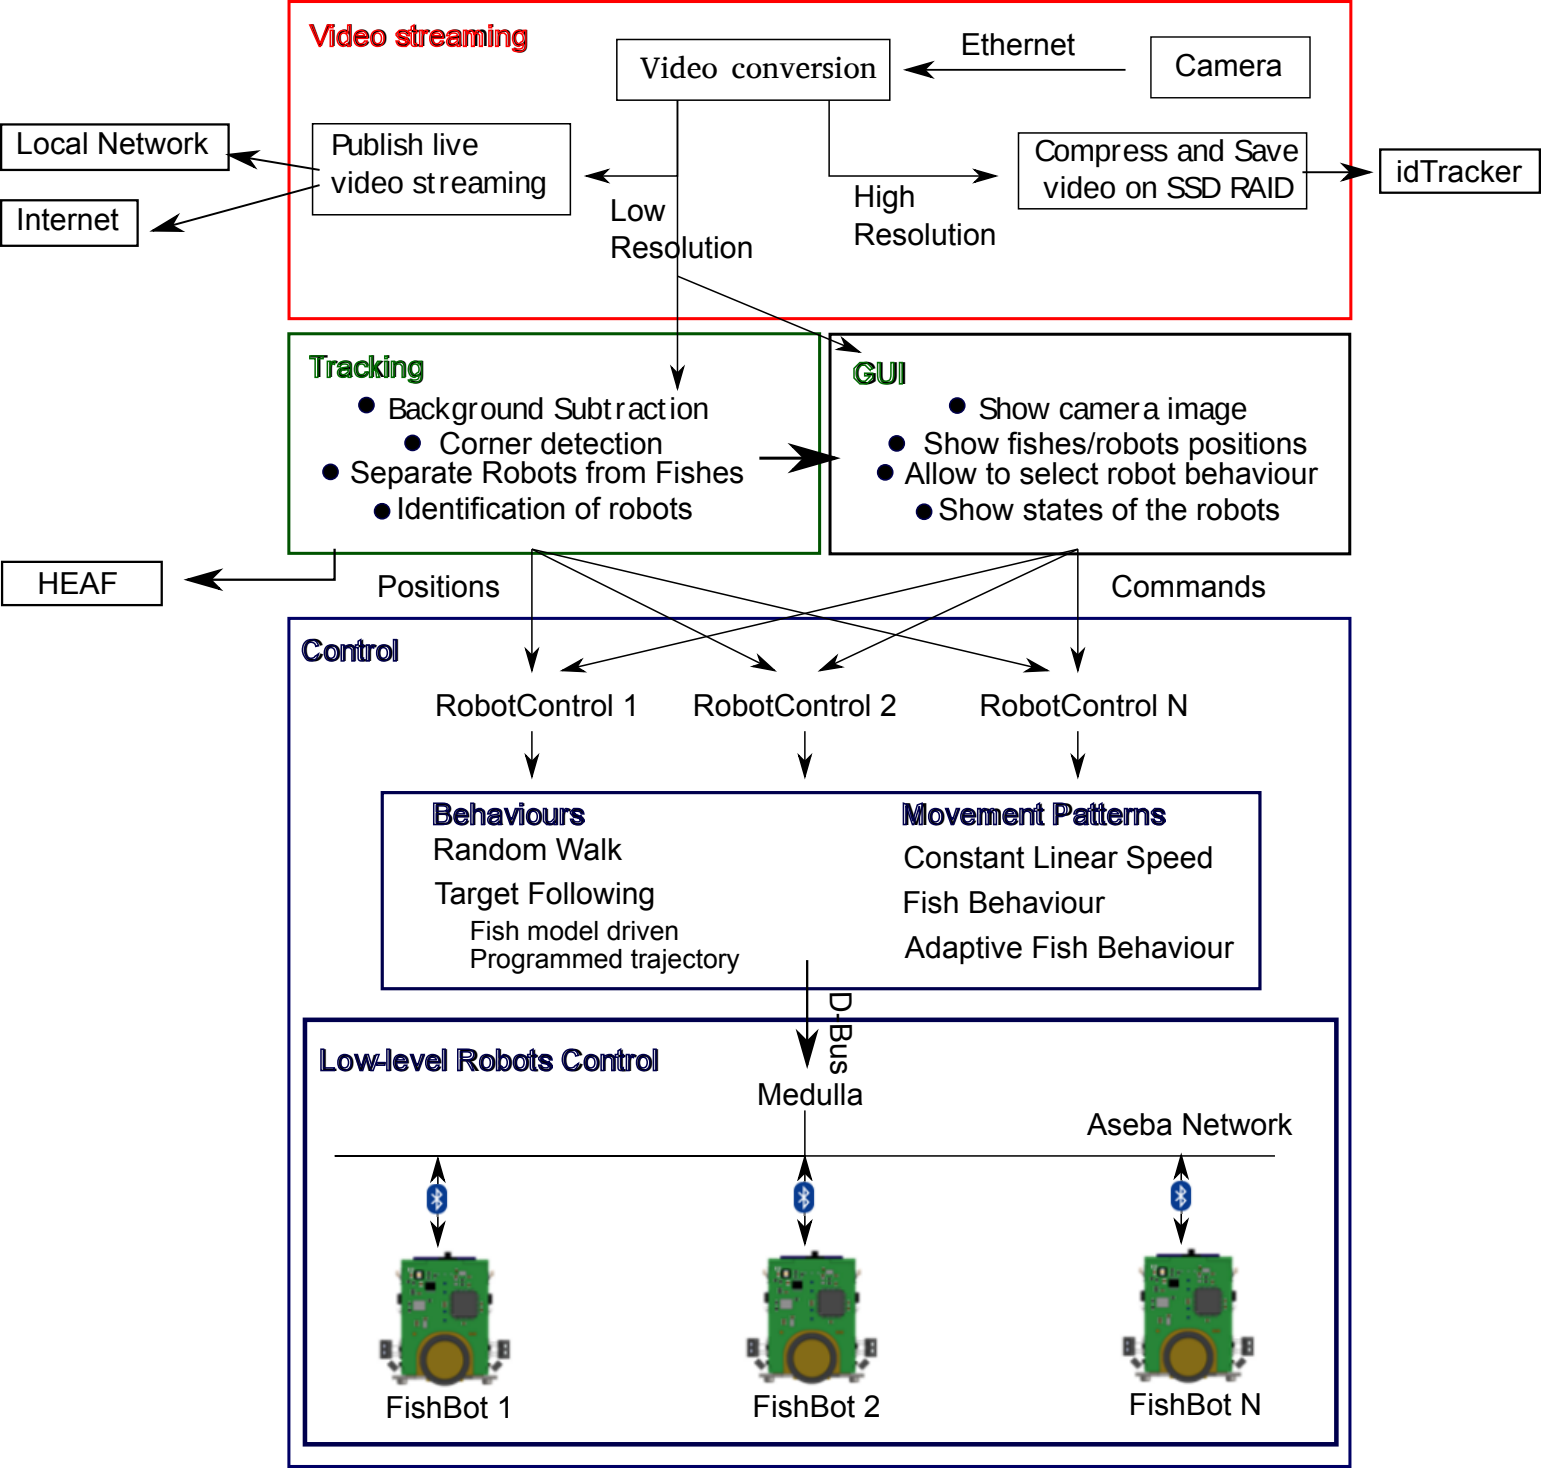 Video streaming
Ethernet
Video conversion
Camera
Local Network
Publish live
video streaming
Compress and Save
video on SSD RAID
idTracker
Internet
Low
Resolution
High
Resolution
Tracking
Background Subtraction
Corner detection
Separate Robots from Fishes
Identification of robots
GUI
Show camera image
Show fishes/robots positions
Allow to select robot behaviour
Show states of the robots
HEAF
Positions
Commands
Control
RobotControl 1
RobotControl 2
RobotControl N
Behaviours
Random Walk
Target Following
Fish model driven
Programmed trajectory
Movement Patterns
Constant Linear Speed
Fish Behaviour
Adaptive Fish Behaviour
D-Bus
Low-level Robots Control
Medulla
Aseba Network
FishBot 1
FishBot 2
FishBot N